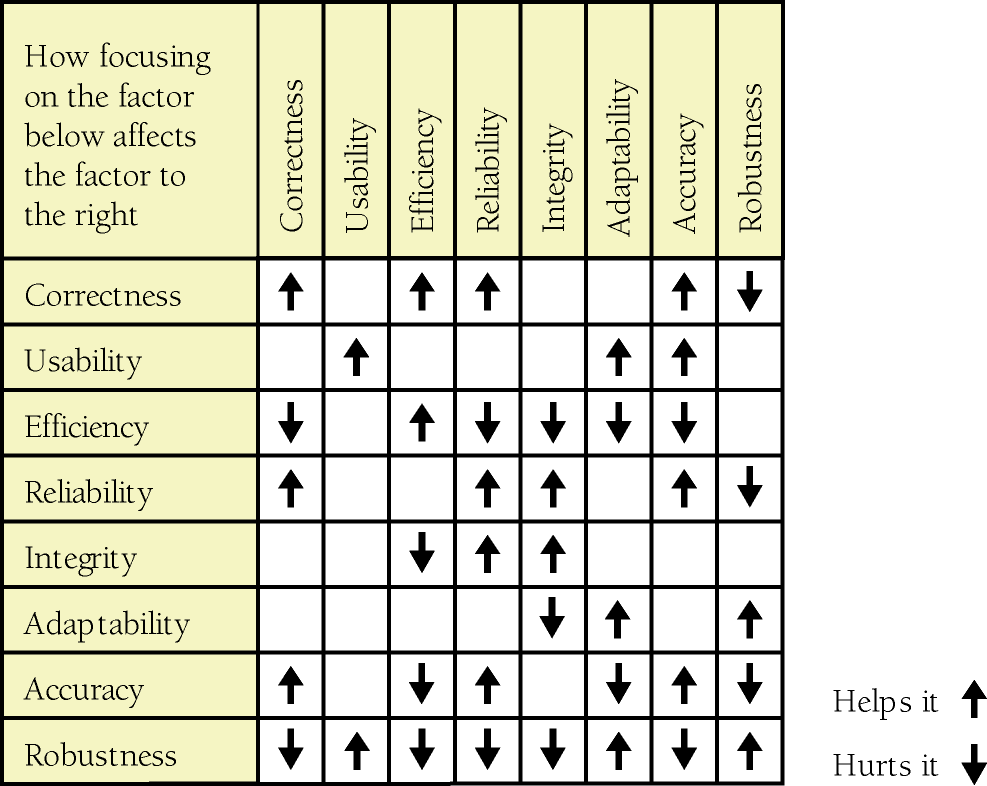 How focusing
on the factor
below affects
the factor to
the right
Correctness
Usability
Efficiency
Reliability
Integrity
Adaptability
Accuracy
Robustness
Correctness
Usability
Efficiency
Reliability
Integrity
Adaptability
Accuracy
Robustness
Helps it
Hurts it